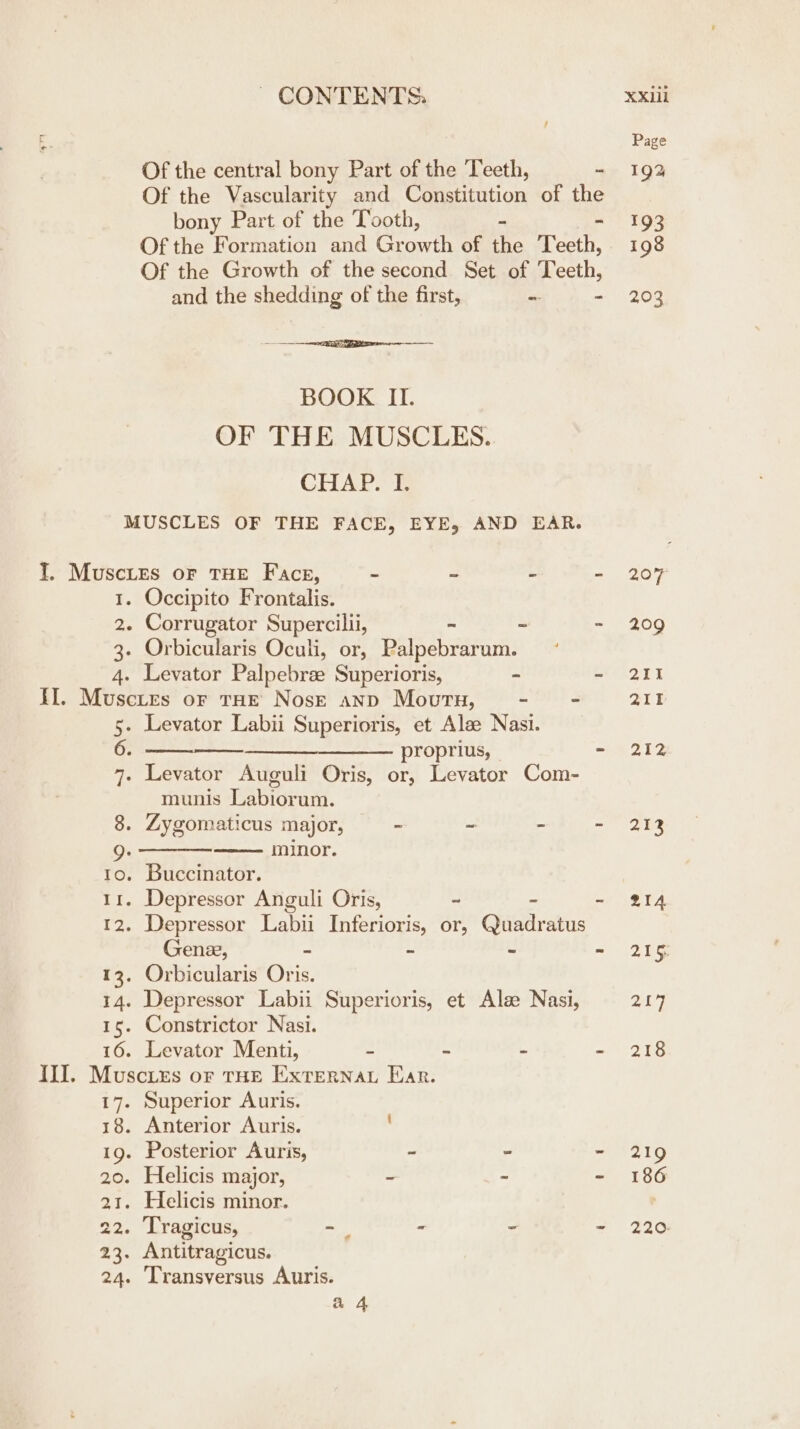 CONTENTS. xxiii
Page
Of the central bony Part of the Teeth, - 192
Of the Vascularity and Constitution of the
bony Part of the Tooth, - - 193
Of the Formation and Growth of the Teeth, 198
Of the Growth of the second Set of Teeth,
and the shedding of the first, - - 203
BOOK II.
OF THE MUSCLES.
CHAP. I.
MUSCLES OF THE FACE, EYE, AND EAR.
I. Muscles of the Face, - - - - 207
1. Occipito Frontalis.
2. Corrugator Supercilii, - - - 209
3. Orbicularis Oculi, or, Palpebrarum.
4. Levator Palpebræ Superioris, - - 211
II. Muscles of the Nose and Mouth, - - 211
5. Levator Labii Superioris, et Alæ Nasi.
6. ——— ——— proprius, - 212
7. Levator Auguli Oris, or, Levator Com-
munis Labiorum.
8. Zygomaticus major, - - - - 213
9. ——— minor.
10. Buccinator.
11. Depressor Anguli Oris, - - - 214
12. Depressor Labii Inferioris, or, Quadratus
Genæ, - - - - 215
13. Orbicularis Oris.
14. Depressor Labii Superioris, et Alæ Nasi, 217
15. Constrictor Nasi.
16. Levator Menti, - - - - 218
III. Muscles of the External Ear.
17. Superior Auris.
18. Anterior Auris.
19. Posterior Auris, - - - 219
20. Helicis major, - - - 186
21. Helicis minor.
22. Tragicus, - - - - 220
23. Antitragicus.
24. Transversus Auris.
a 4